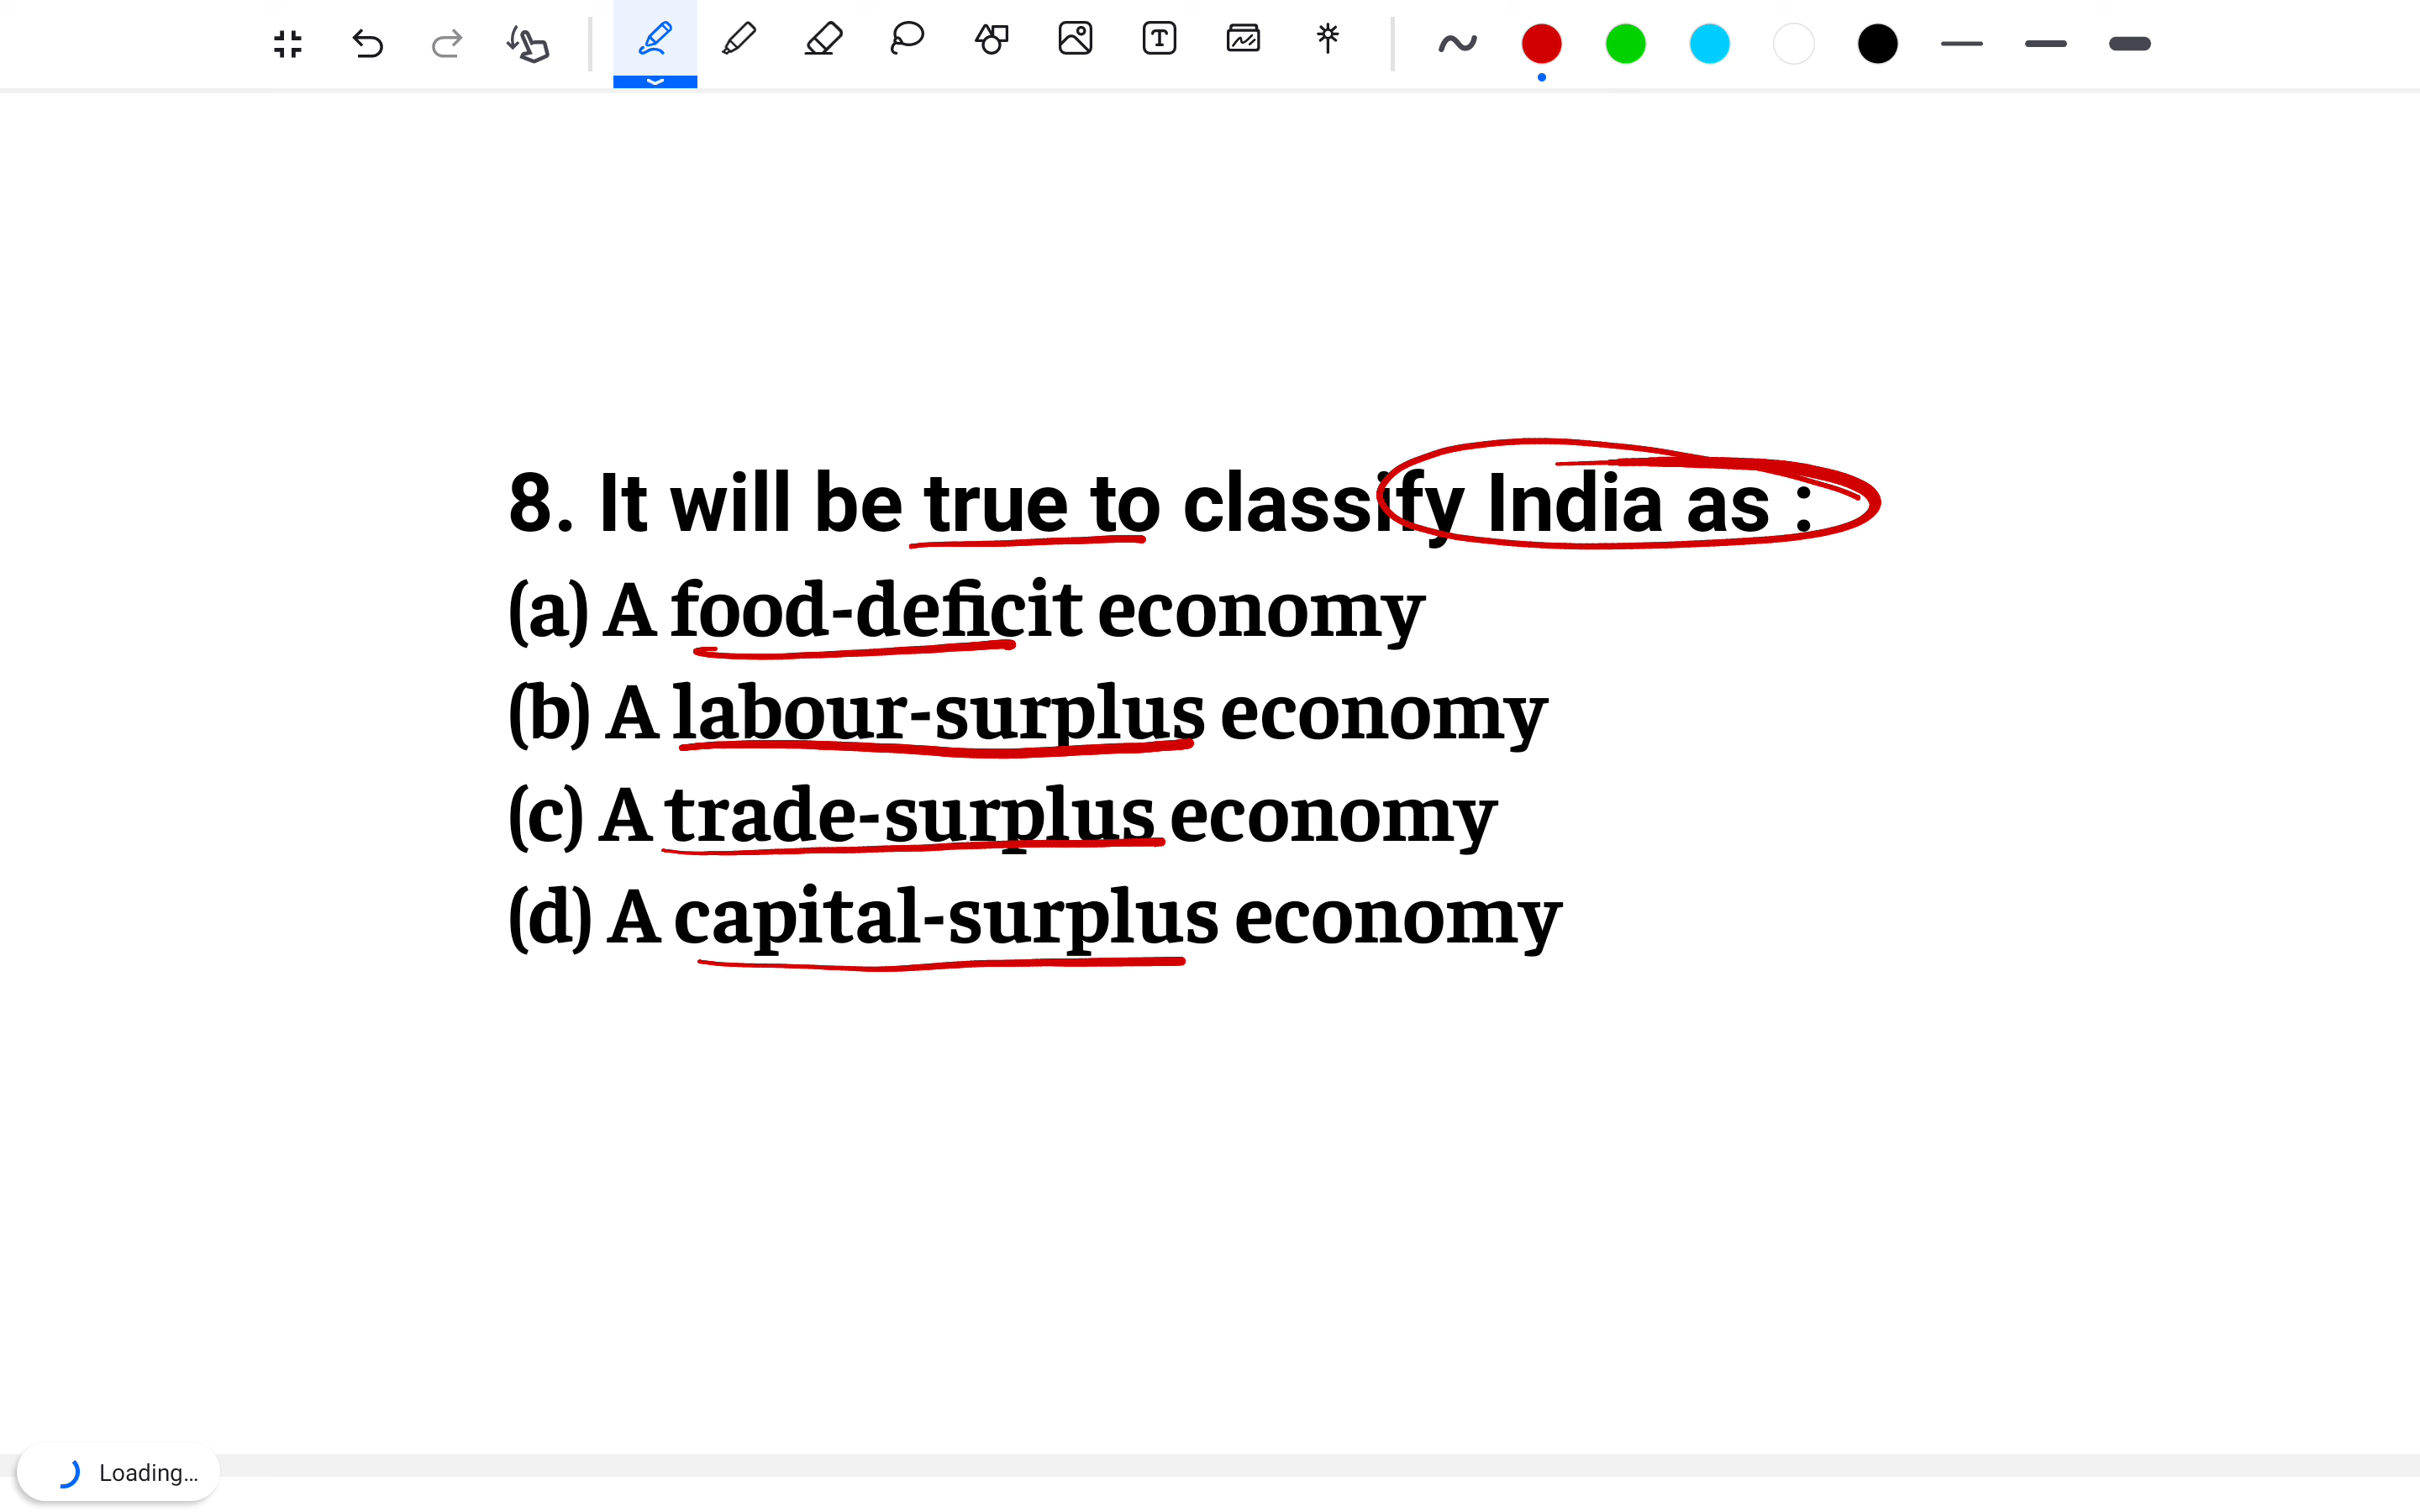 8. It will be true to classify India as :
(a) A food-deficit economy
(b) A labour-surplus economy
(c) A trade-surplus economy
(d) A capital-surplus economy
Loading...